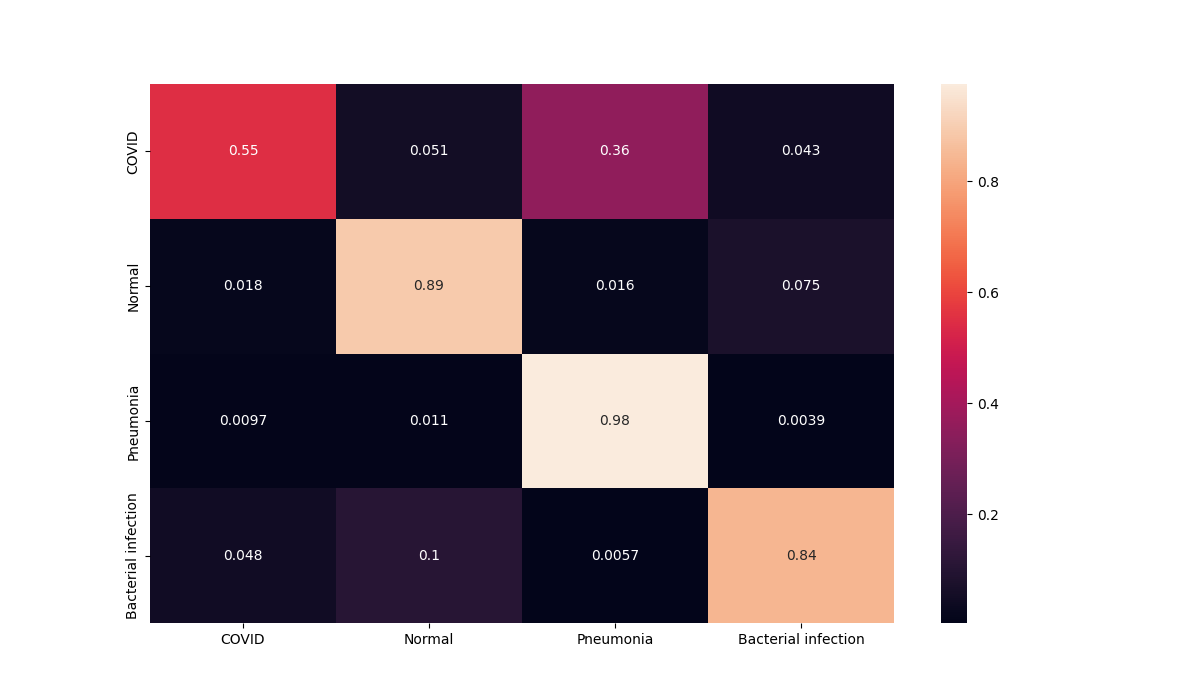 COVID
0.55
0.051
0.36
0.043
Normal
0.018
0.89
0.016
0.075
Pneumonia
0.0097
0.011
0.98
0.0039
Bacterial infection
0.048
0.1
0.0057
0.84
COVID
Normal
Pneumonia
Bacterial infection
0.8
0.6
0.4
0.2